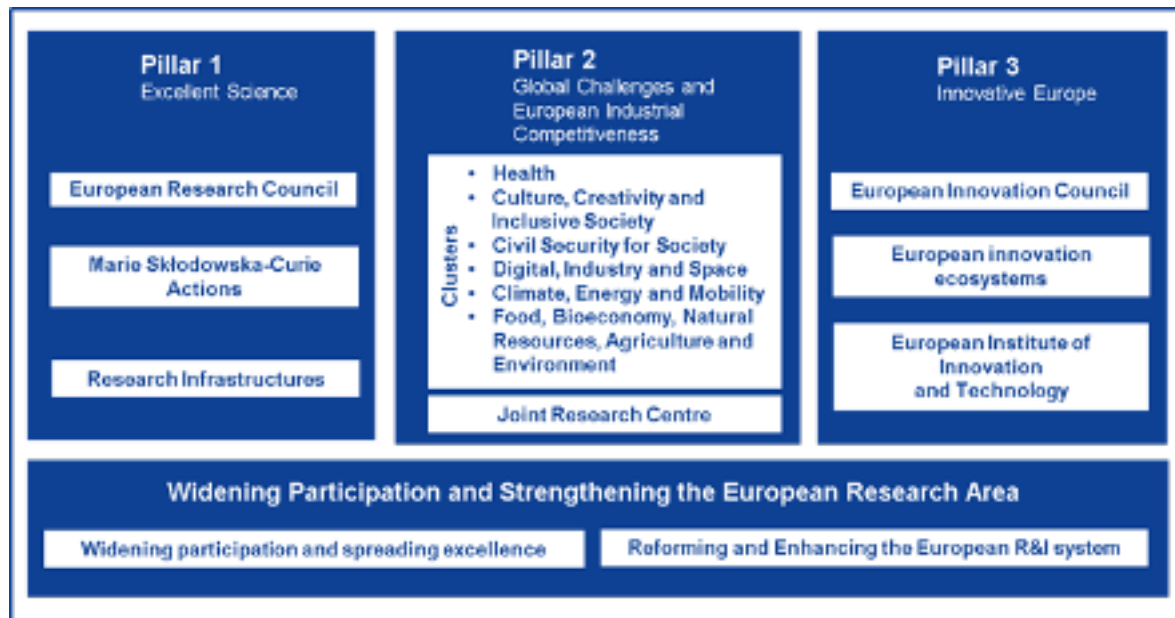 Pillar 1
Excellent Science
European Research Council
Marie Skłodowska-Curie
Actions
Research Infrastructures
Pillar 2
Global Challenges and
European Industrial
Competitiveness
Clusters
• Health
• Culture, Creativity and
Inclusive Society
• Civil Security for Society
• Digital, Industry and Space
• Climate, Energy and Mobility
• Food, Bioeconomy, Natural
Resources, Agriculture and
Environment
Joint Research Centre
Pillar 3
Innovative Europe
European Innovation Council
European innovation
ecosystems
European Institute of
Innovation
and Technology
Widening Participation and Strengthening the European Research Area
Widening participation and spreading excellence
Reforming and Enhancing the European R&I system